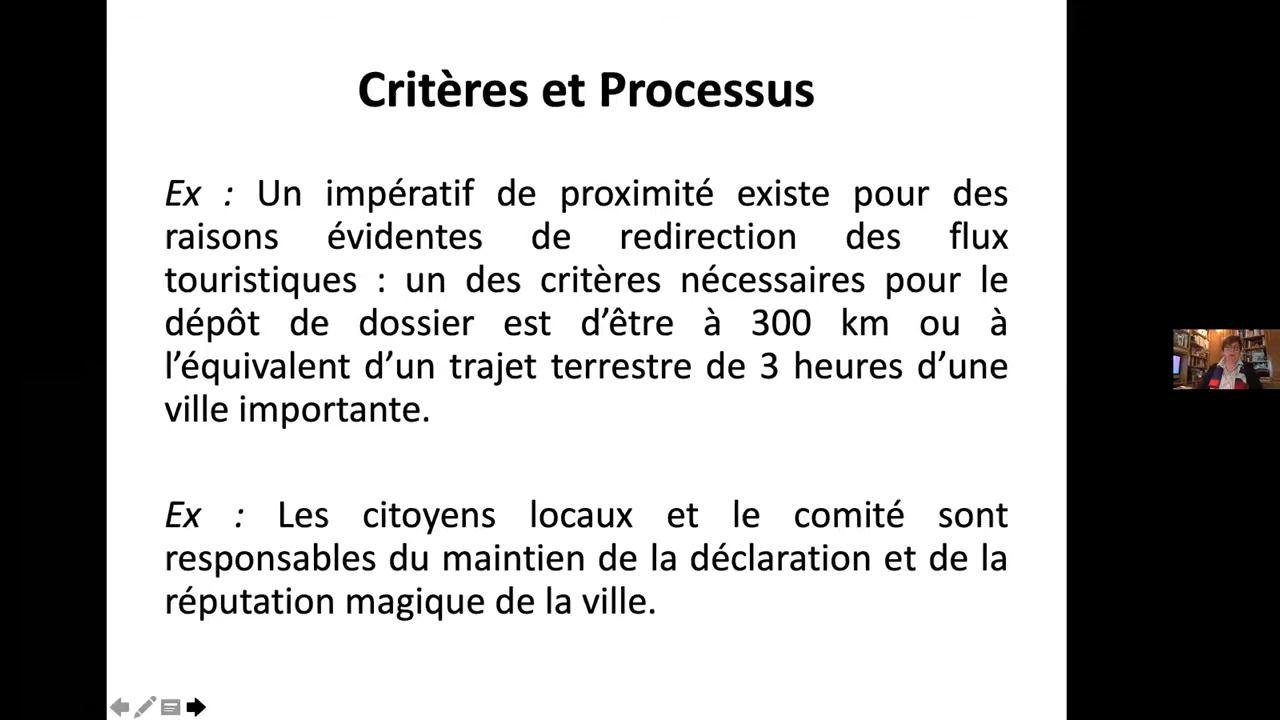 Critères et Processus
Ex : Un impératif de proximité existe pour des
raisons évidentes de redirection des flux
touristiques : un des critères nécessaires pour le
dépôt de dossier est d’être à 300 km ou à
l’équivalent d’un trajet terrestre de 3 heures d’une
ville importante.
Ex : Les citoyens locaux et le comité sont
responsables du maintien de la déclaration et de la
réputation magique de la ville.